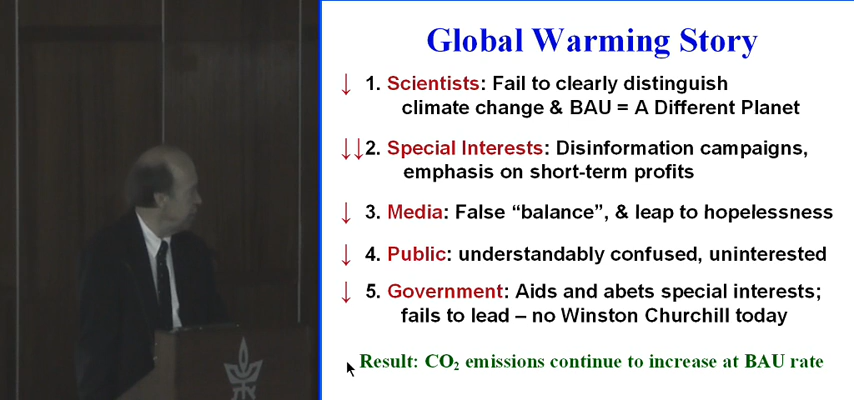 Global Warming Story
↓ 1. Scientists: Fail to clearly distinguish
climate change & BAU = A Different Planet
↓↓2. Special Interests: Disinformation campaigns,
emphasis on short-term profits
↓ 3. Media: False “balance”, & leap to hopelessness
↓ 4. Public: understandably confused, uninterested
↓ 5. Government: Aids and abets special interests;
fails to lead – no Winston Churchill today
Result: CO₂ emissions continue to increase at BAU rate